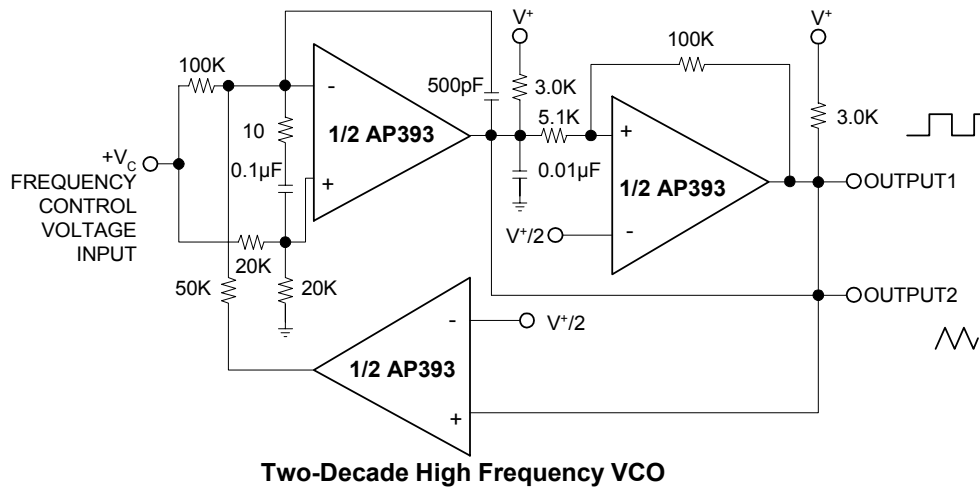 V⁺
V⁺
100K
100K
500pF
3.0K
5.1K
3.0K
-
1/2 AP393
+
10
0.1µF
0.01µF
+
1/2 AP393
-
+V_C
FREQUENCY
CONTROL
VOLTAGE
INPUT
OUTPUT1
V⁺/2
20K
50K
20K
OUTPUT2
-
V⁺/2
1/2 AP393
+
Two-Decade High Frequency VCO